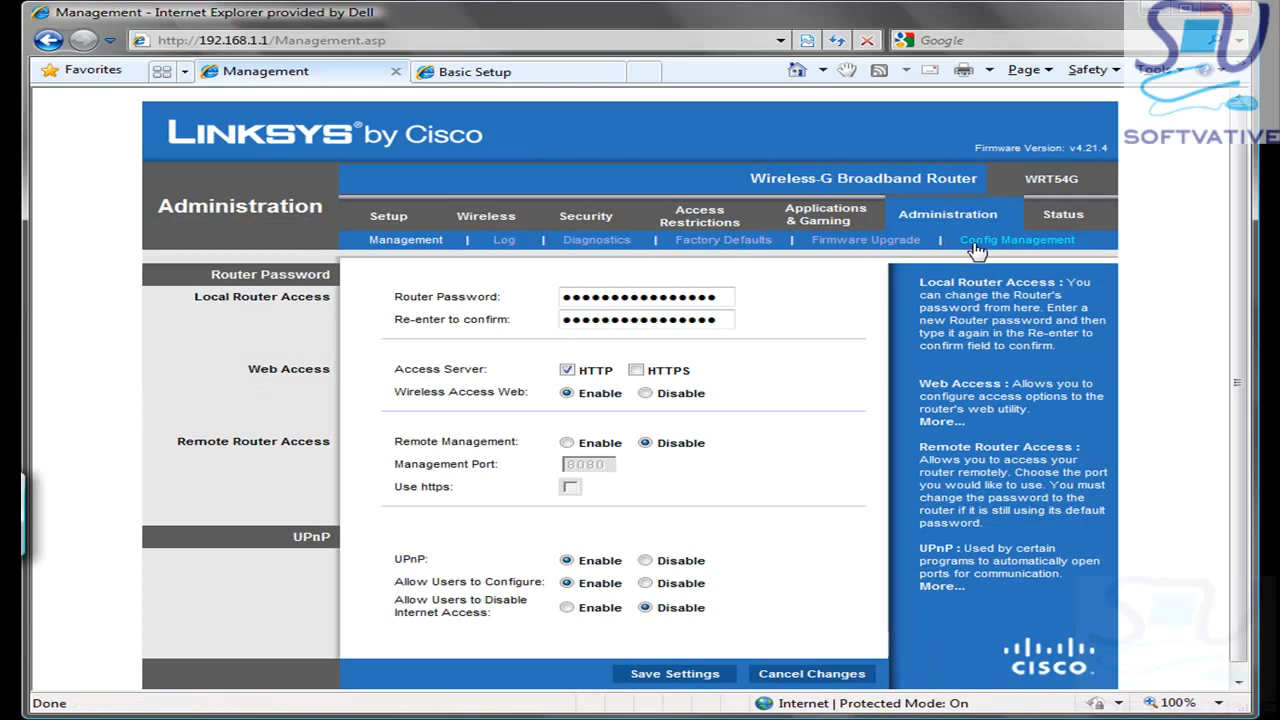 Management - Internet Explorer provided by Dell
http://192.168.1.1/Management.asp
Google
Favorites
Management
Basic Setup
Page
Safety
Tools
SOFTVATIVE
LINKSYS® by Cisco
Firmware Version: v4.21.4
Wireless-G Broadband Router
WRT54G
Administration
Setup
Wireless
Security
Access Restrictions
Applications & Gaming
Administration
Status
Management | Log | Diagnostics | Factory Defaults | Firmware Upgrade | Config Management
Router Password
Local Router Access
Router Password:
Re-enter to confirm:
Web Access
Access Server:
HTTP
HTTPS
Wireless Access Web:
Enable
Disable
Remote Router Access
Remote Management:
Enable
Disable
Management Port:
8080
Use https:
UPnP
UPnP:
Enable
Disable
Allow Users to Configure:
Enable
Disable
Allow Users to Disable
Internet Access:
Enable
Disable
Local Router Access : You
can change the Router's
password from here. Enter a
new Router password and then
type it again in the Re-enter to
confirm field to confirm.
Web Access : Allows you to
configure access options to the
router's web utility.
More...
Remote Router Access :
Allows you to access your
router remotely. Choose the port
you would like to use. You must
change the password to the
router if it is still using its default
password.
UPnP : Used by certain
programs to automatically open
ports for communication.
More...
CISCO.
Save Settings
Cancel Changes
Done
Internet | Protected Mode: On
100%